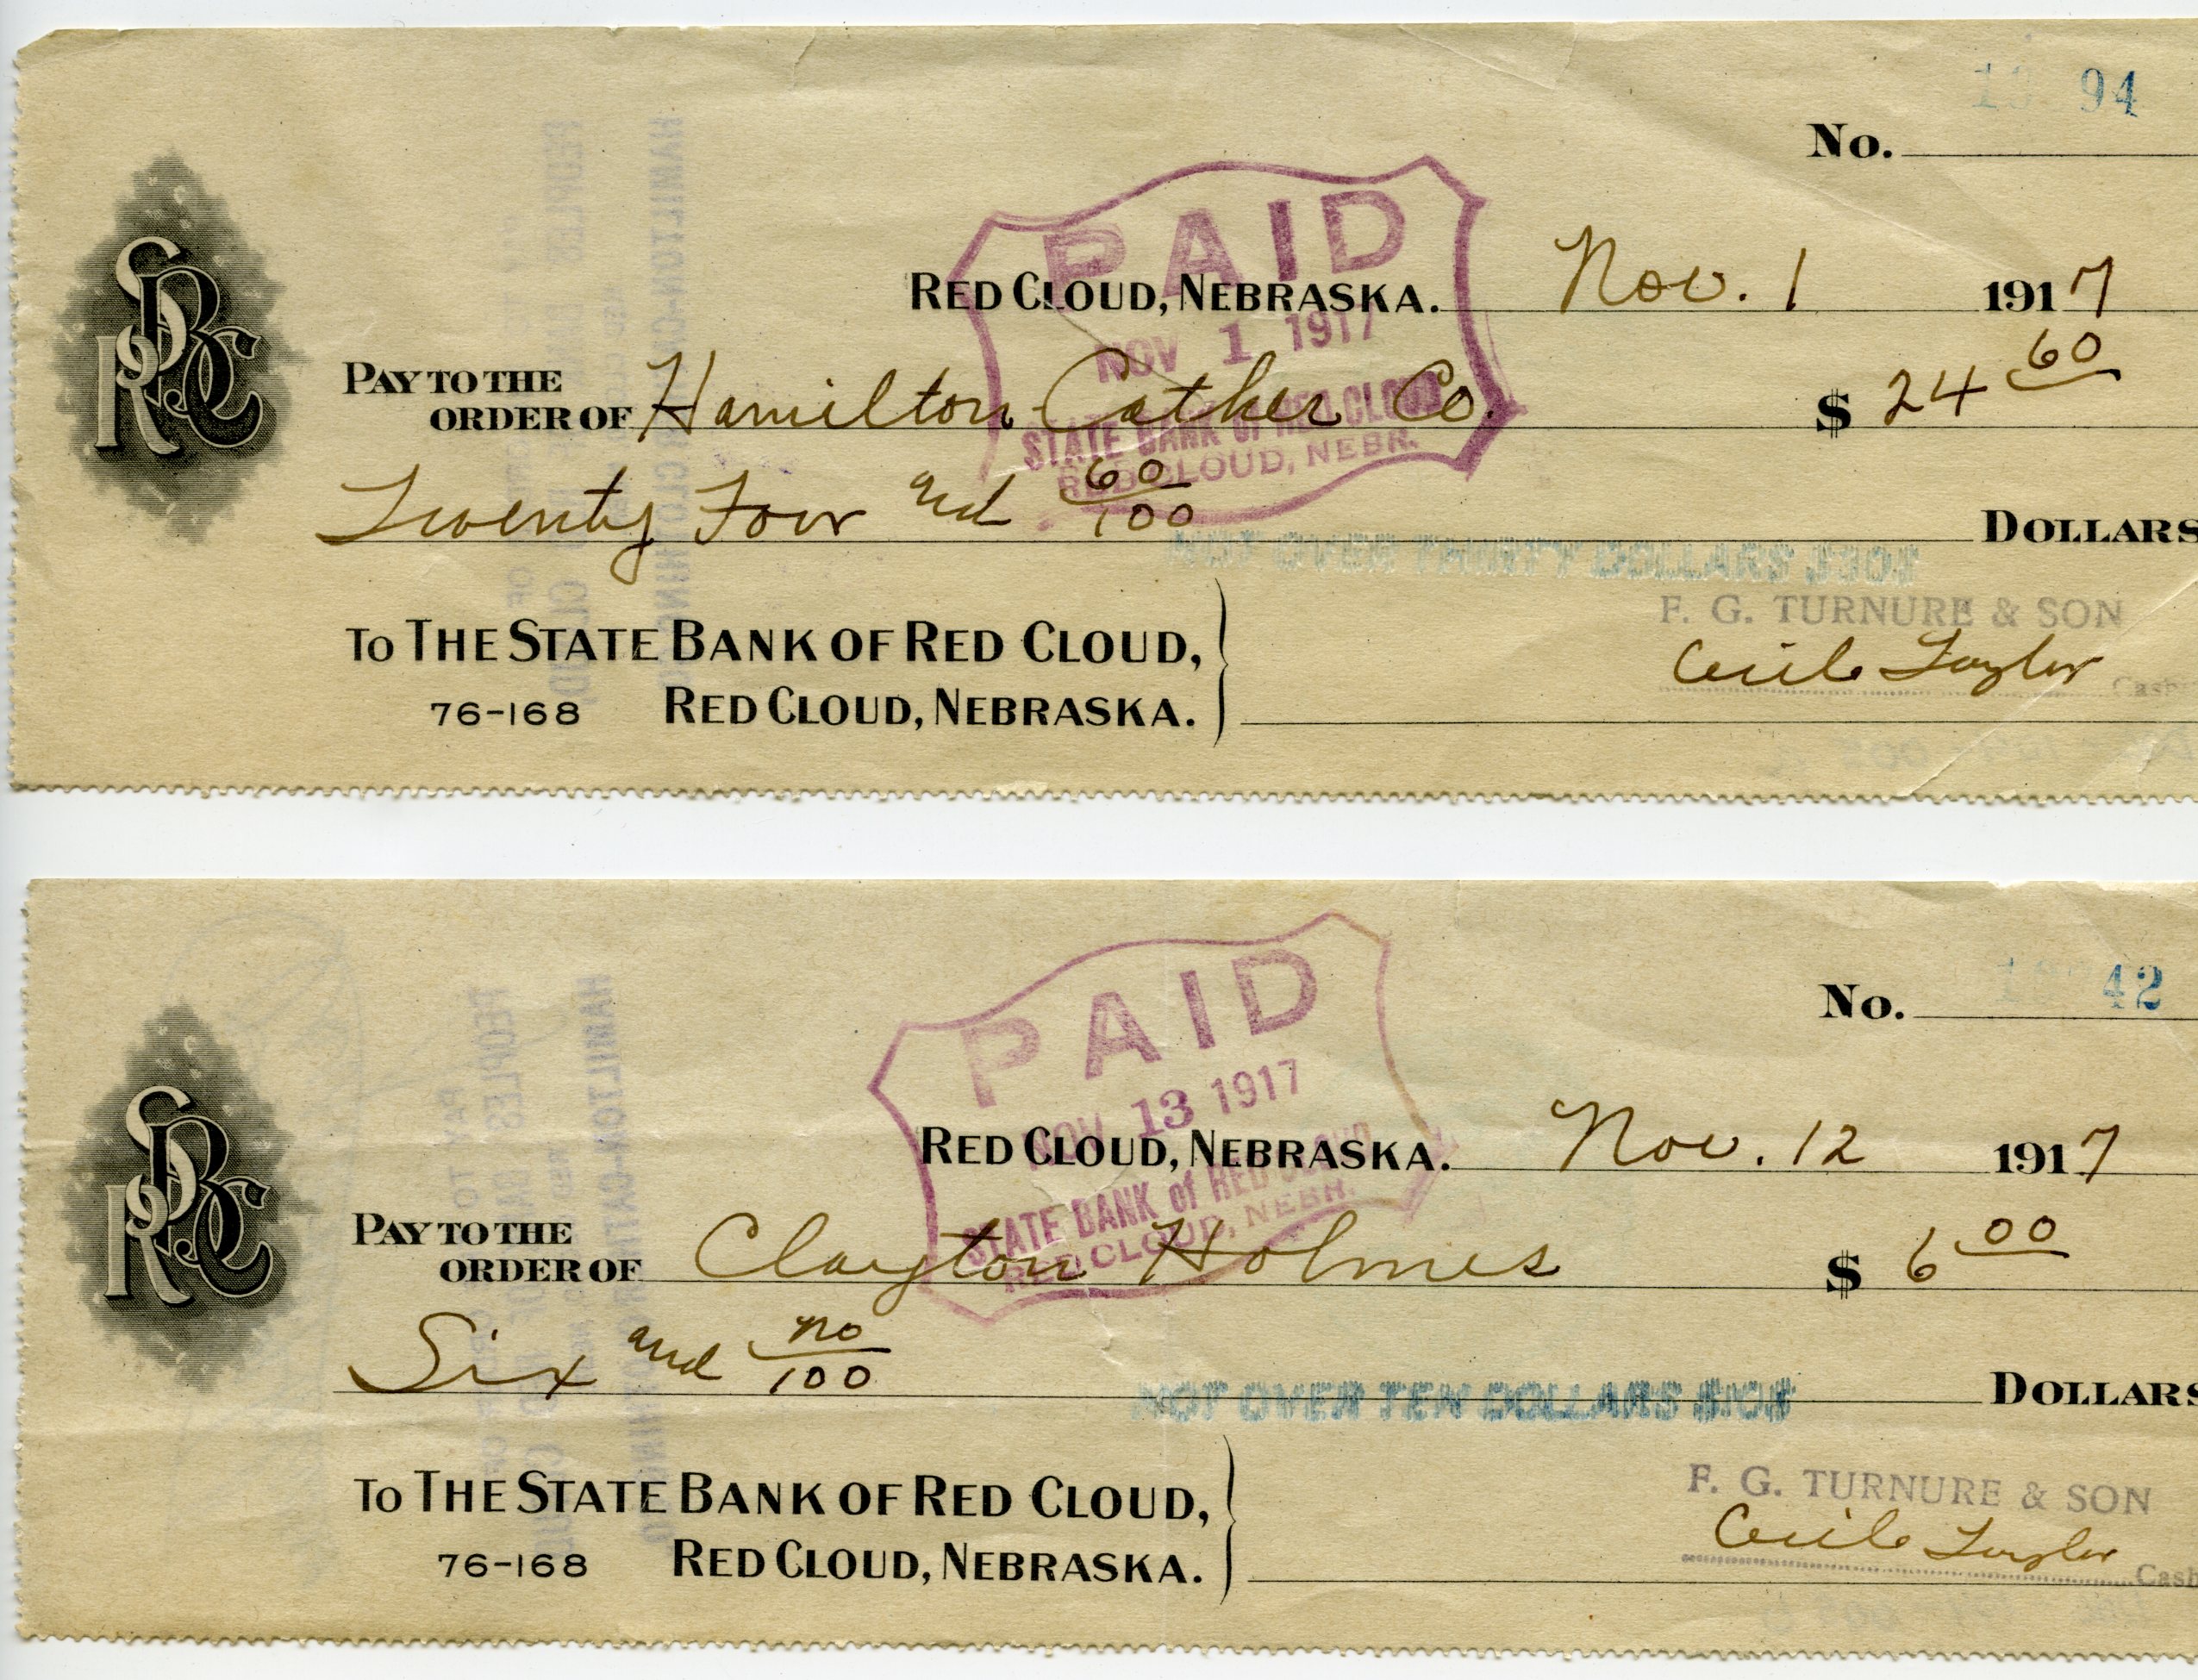 94
No.
PAID
RED CLOUD, NEBRASKA. Nov. 1 1917
NOV 1 1917
PAY TO THE
ORDER OF Hamilton Cather Co. $ 24 60
STATE BANK of RED CLOUD
RED CLOUD, NEBR.
Twenty Four and 60/100 DOLLARS
NOT OVER THIRTY DOLLARS $30$
F. G. TURNURE & SON
To THE STATE BANK OF RED CLOUD,
Cecile Taylor
76-168 RED CLOUD, NEBRASKA.
42
No.
PAID
NOV 13 1917
RED CLOUD, NEBRASKA. Nov. 12 1917
STATE BANK of RED CLOUD
RED CLOUD, NEBR.
PAY TO THE
ORDER OF Clayton Holmes $ 6 00
Six and no/100 DOLLARS
NOT OVER TEN DOLLARS $10$
F. G. TURNURE & SON
To THE STATE BANK OF RED CLOUD,
Cecile Taylor
76-168 RED CLOUD, NEBRASKA.